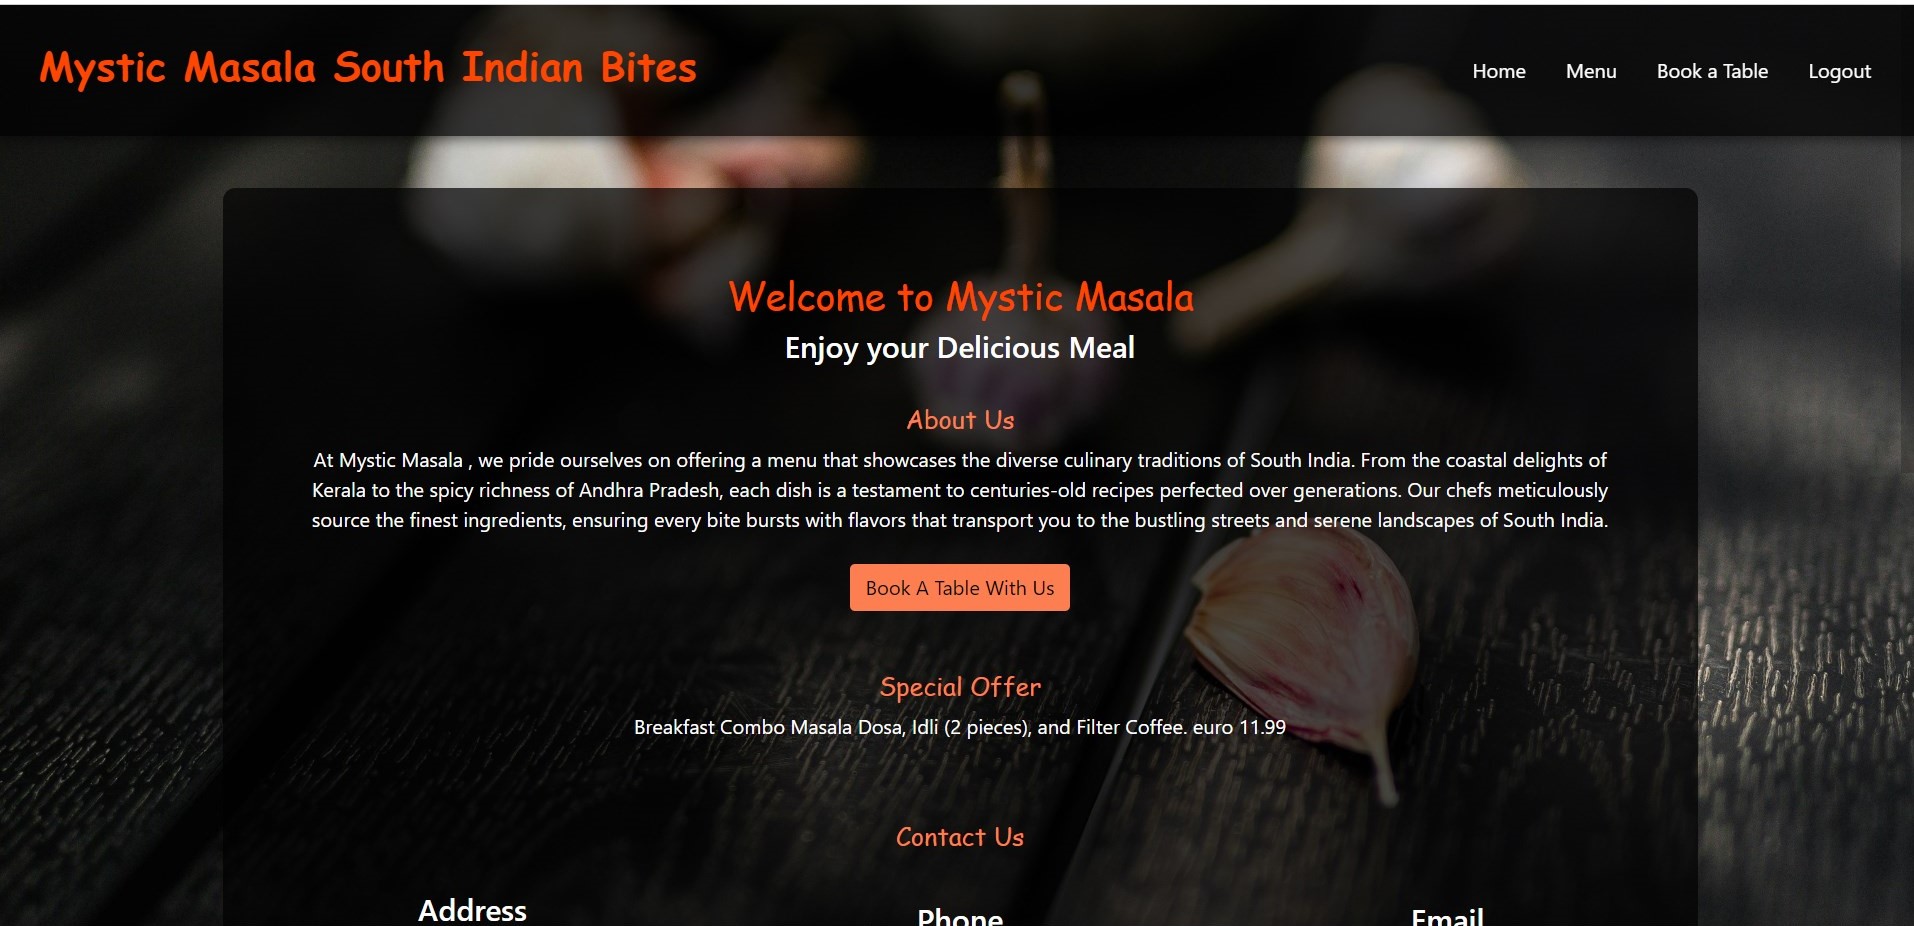 Mystic Masala South Indian Bites
Home Menu Book a Table Logout
Welcome to Mystic Masala
Enjoy your Delicious Meal
About Us
At Mystic Masala , we pride ourselves on offering a menu that showcases the diverse culinary traditions of South India. From the coastal delights of
Kerala to the spicy richness of Andhra Pradesh, each dish is a testament to centuries-old recipes perfected over generations. Our chefs meticulously
source the finest ingredients, ensuring every bite bursts with flavors that transport you to the bustling streets and serene landscapes of South India.
Book A Table With Us
Special Offer
Breakfast Combo Masala Dosa, Idli (2 pieces), and Filter Coffee. euro 11.99
Contact Us
Address Phone Email